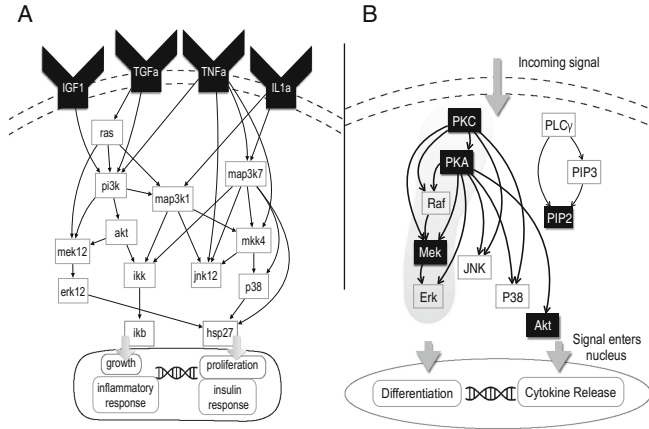 A
IGF1
TGFa
TNFa
IL1a
ras
pi3k
map3k1
map3k7
akt
mkk4
mek12
ikk
jnk12
erk12
p38
ikb
hsp27
growth
proliferation
inflammatory
response
insulin
response
B
Incoming signal
PKC
PLCγ
PKA
PIP3
Raf
PIP2
Mek
JNK
Erk
P38
Akt
Signal enters
nucleus
Differentiation
Cytokine Release